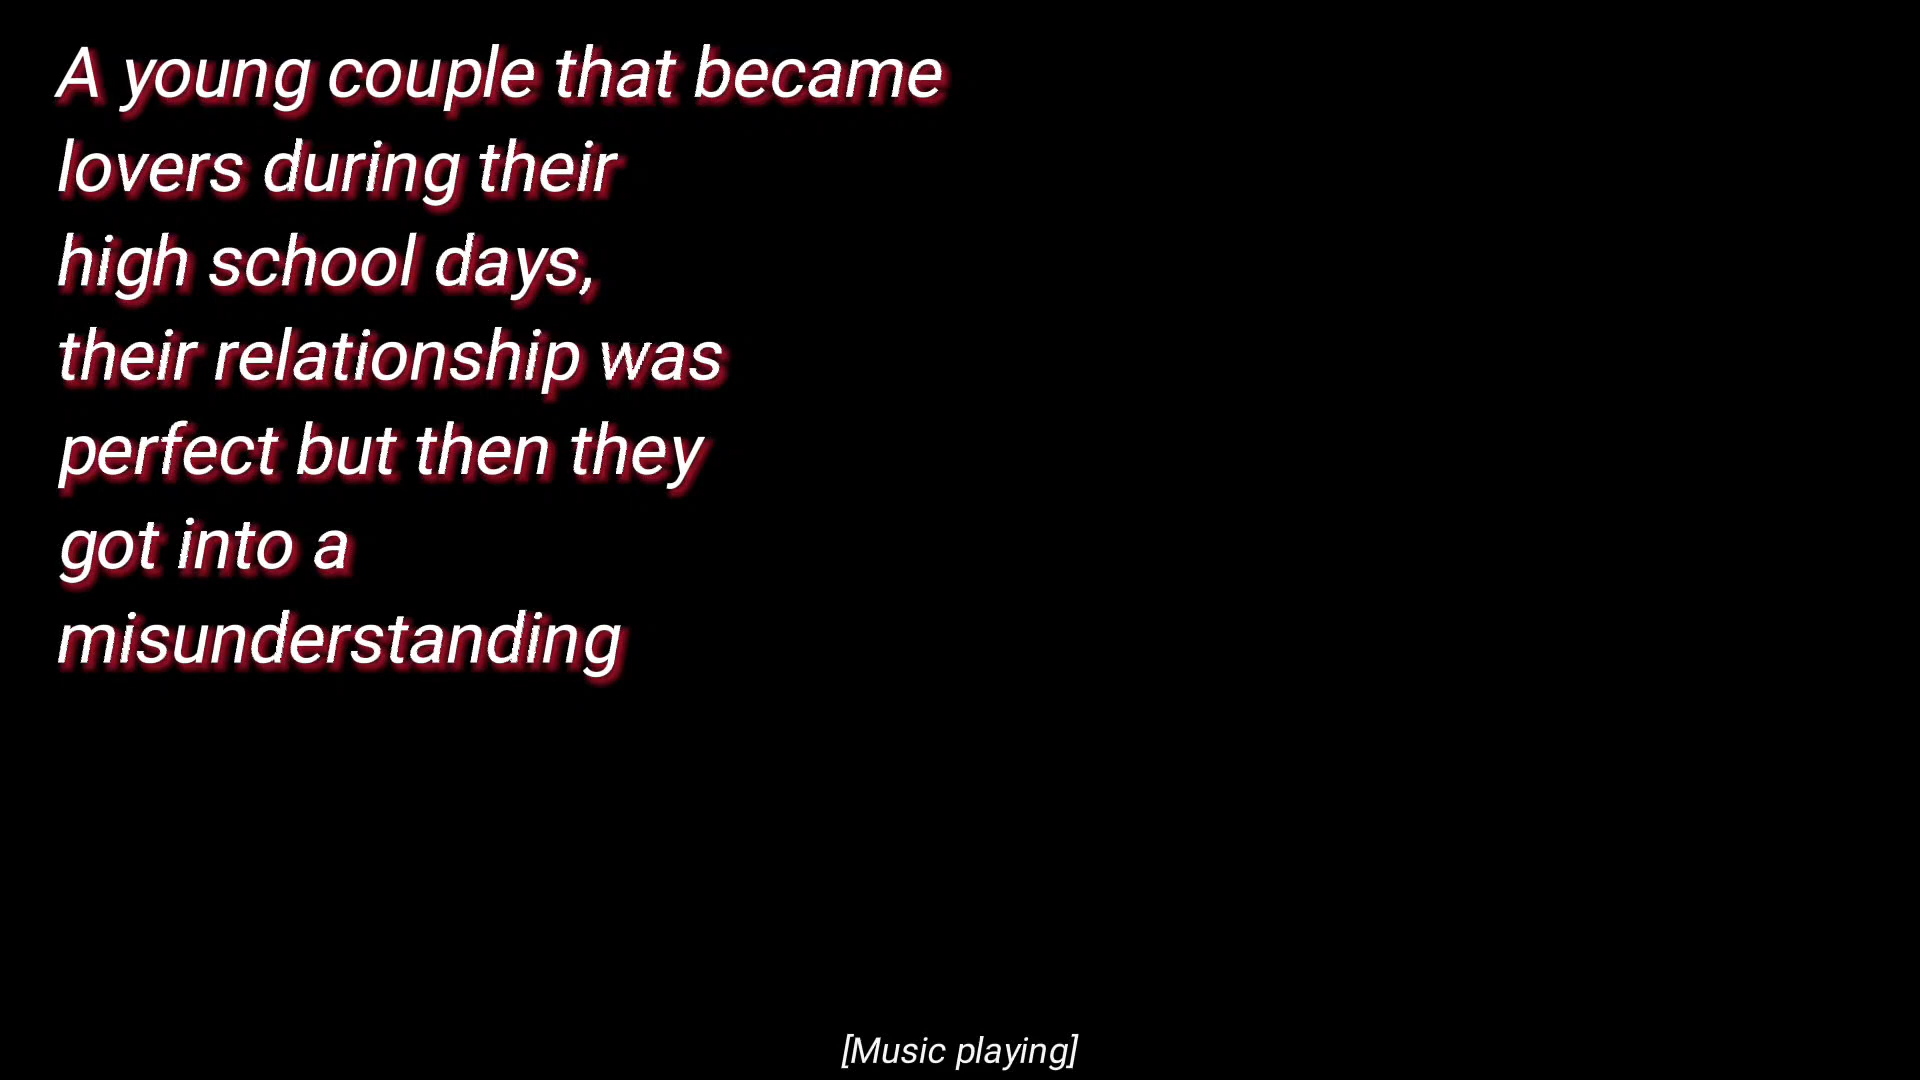 A young couple that became
lovers during their
high school days,
their relationship was
perfect but then they
got into a
misunderstanding
[Music playing]